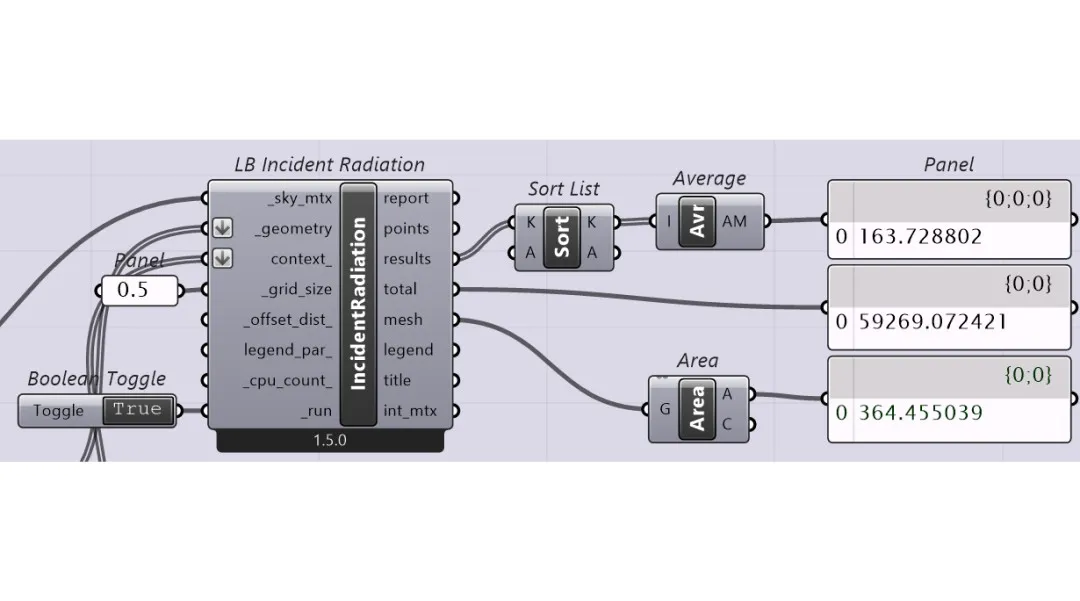 LB Incident Radiation
_sky_mtx
_geometry
context_
_grid_size
_offset_dist_
legend_par_
_cpu_count_
_run
IncidentRadiation
report
points
results
total
mesh
legend
title
int_mtx
1.5.0
Panel
0.5
Boolean Toggle
Toggle True
Sort List
K Sort K
A A
Average
I Avr AM
Area
G Area A
C
Panel
{0;0;0}
0 163.728802
{0;0}
0 59269.072421
{0;0}
0 364.455039